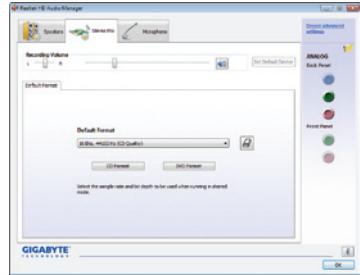 Realtek HD Audio Manager
Speakers
Stereo Mix
Microphone
Device advanced settings
Recording Volume
L
R
Set Default Device
ANALOG
Back Panel
Default Format
Default Format
16 Bits, 44100 Hz (CD Quality)
CD Format
DVD Format
Front Panel
Select the sample rate and bit depth to be used when running in shared mode.
GIGABYTE
TECHNOLOGY
OK